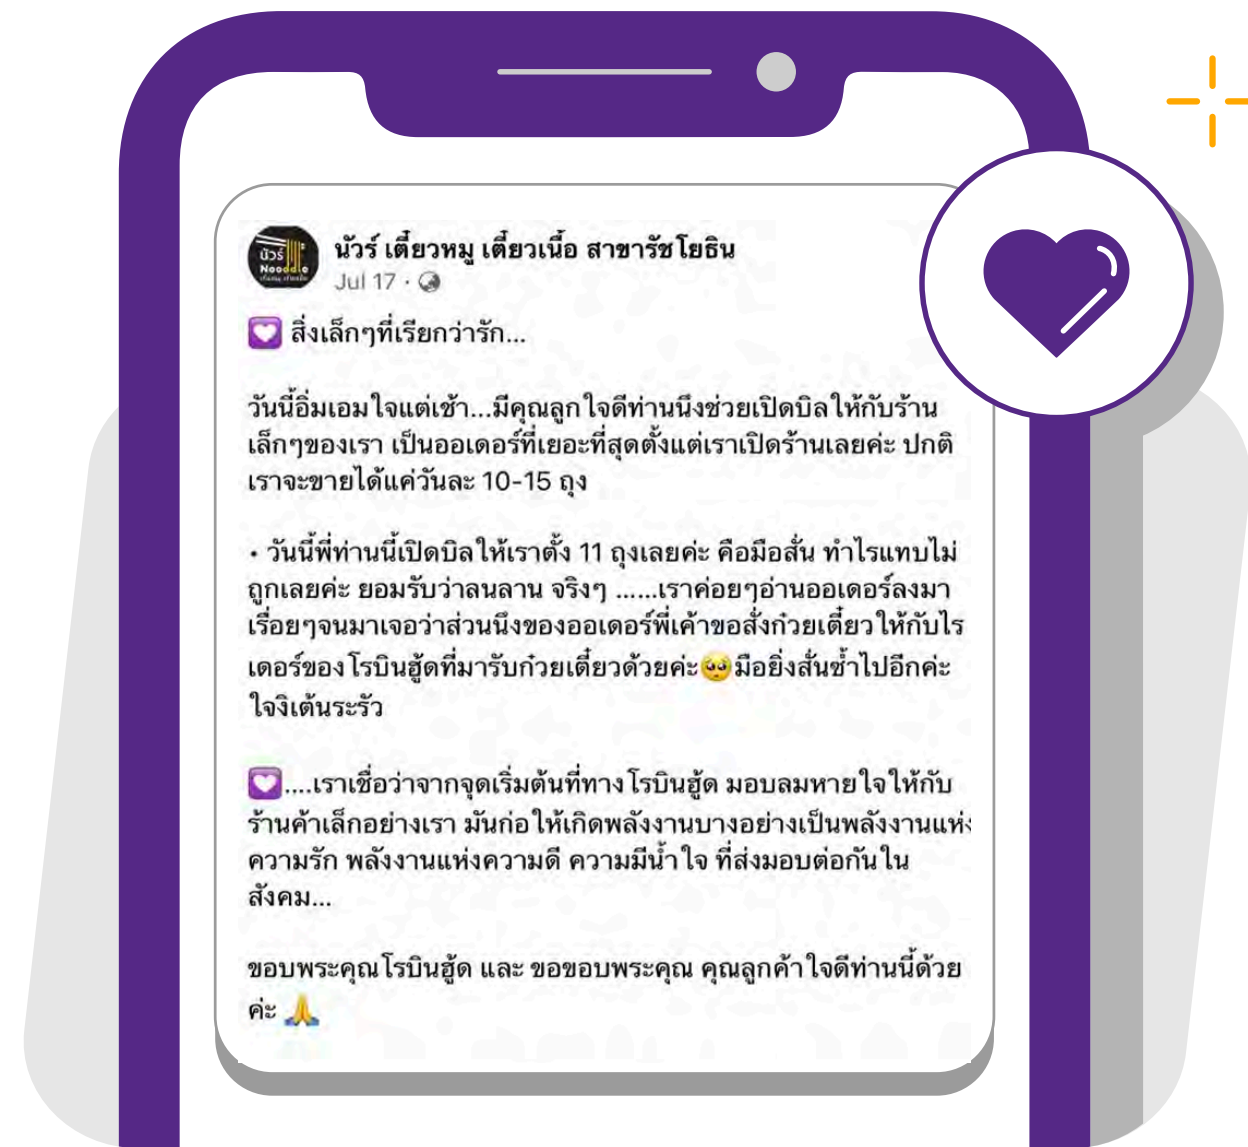 นัวร์
Noodle
นัวร์ เตี๋ยวหมู เตี๋ยวเนื้อ สาขารัชโยธิน
Jul 17 ·
💟 สิ่งเล็กๆที่เรียกว่ารัก...
วันนี้อิ่มเอมใจแต่เช้า...มีคุณลูกใจดีท่านนึงช่วยเปิดบิลให้กับร้าน
เล็กๆของเรา เป็นออเดอร์ที่เยอะที่สุดตั้งแต่เราเปิดร้านเลยค่ะ ปกติ
เราจะขายได้แค่วันละ 10-15 ถุง
• วันนี้พี่ท่านนี้เปิดบิลให้เราตั้ง 11 ถุงเลยค่ะ คือมือสั่น ทำไรแทบไม่
ถูกเลยค่ะ ยอมรับว่าลนลาน จริงๆ ......เราค่อยๆอ่านออเดอร์ลงมา
เรื่อยๆจนมาเจอว่าส่วนนึงของออเดอร์พี่เค้าขอสั่งก๋วยเตี๋ยวให้กับไร
เดอร์ของโรบินฮู้ดที่มารับก๋วยเตี๋ยวด้วยค่ะ🥺มือยิ่งสั่นซ้ำไปอีกค่ะ
ใจงิเต้นระรัว
💟....เราเชื่อว่าจากจุดเริ่มต้นที่ทางโรบินฮู้ด มอบลมหายใจให้กับ
ร้านค้าเล็กอย่างเรา มันก่อให้เกิดพลังงานบางอย่างเป็นพลังงานแห่ง
ความรัก พลังงานแห่งความดี ความมีน้ำใจ ที่ส่งมอบต่อกันใน
สังคม...
ขอบพระคุณโรบินฮู้ด และ ขอขอบพระคุณ คุณลูกค้าใจดีท่านนี้ด้วย
ค่ะ 🙏